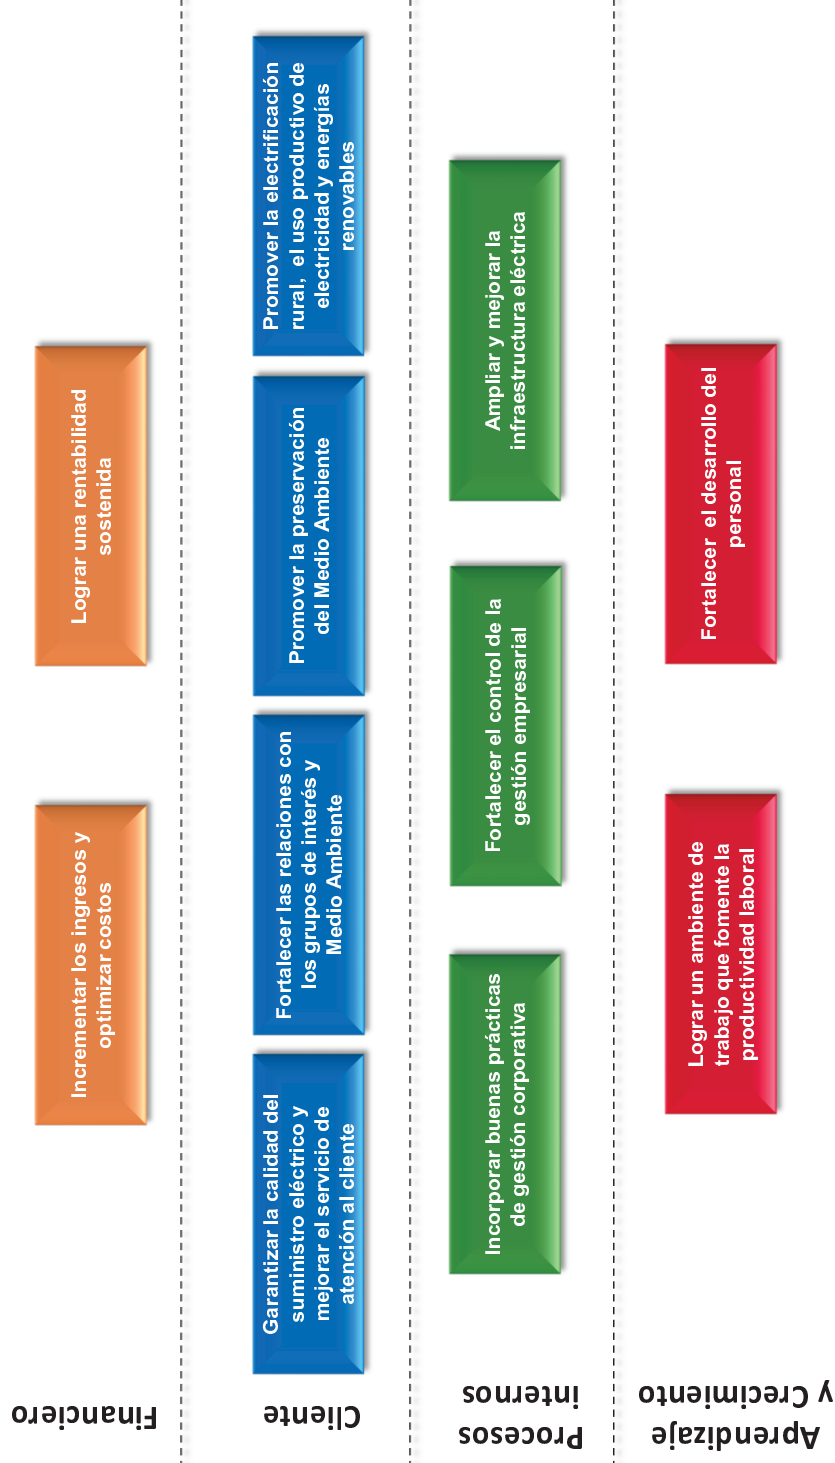 Financiero
Incrementar los ingresos y
optimizar costos
Lograr una rentabilidad
sostenida
Cliente
Garantizar la calidad del
suministro eléctrico y
mejorar el servicio de
atención al cliente
Fortalecer las relaciones con
los grupos de interés y
Medio Ambiente
Promover la preservación
del Medio Ambiente
Promover la electrificación
rural, el uso productivo de
electricidad y energías
renovables
Procesos
internos
Incorporar buenas prácticas
de gestión corporativa
Fortalecer el control de la
gestión empresarial
Ampliar y mejorar la
infraestructura eléctrica
Aprendizaje
y Crecimiento
Lograr un ambiente de
trabajo que fomente la
productividad laboral
Fortalecer el desarrollo del
personal